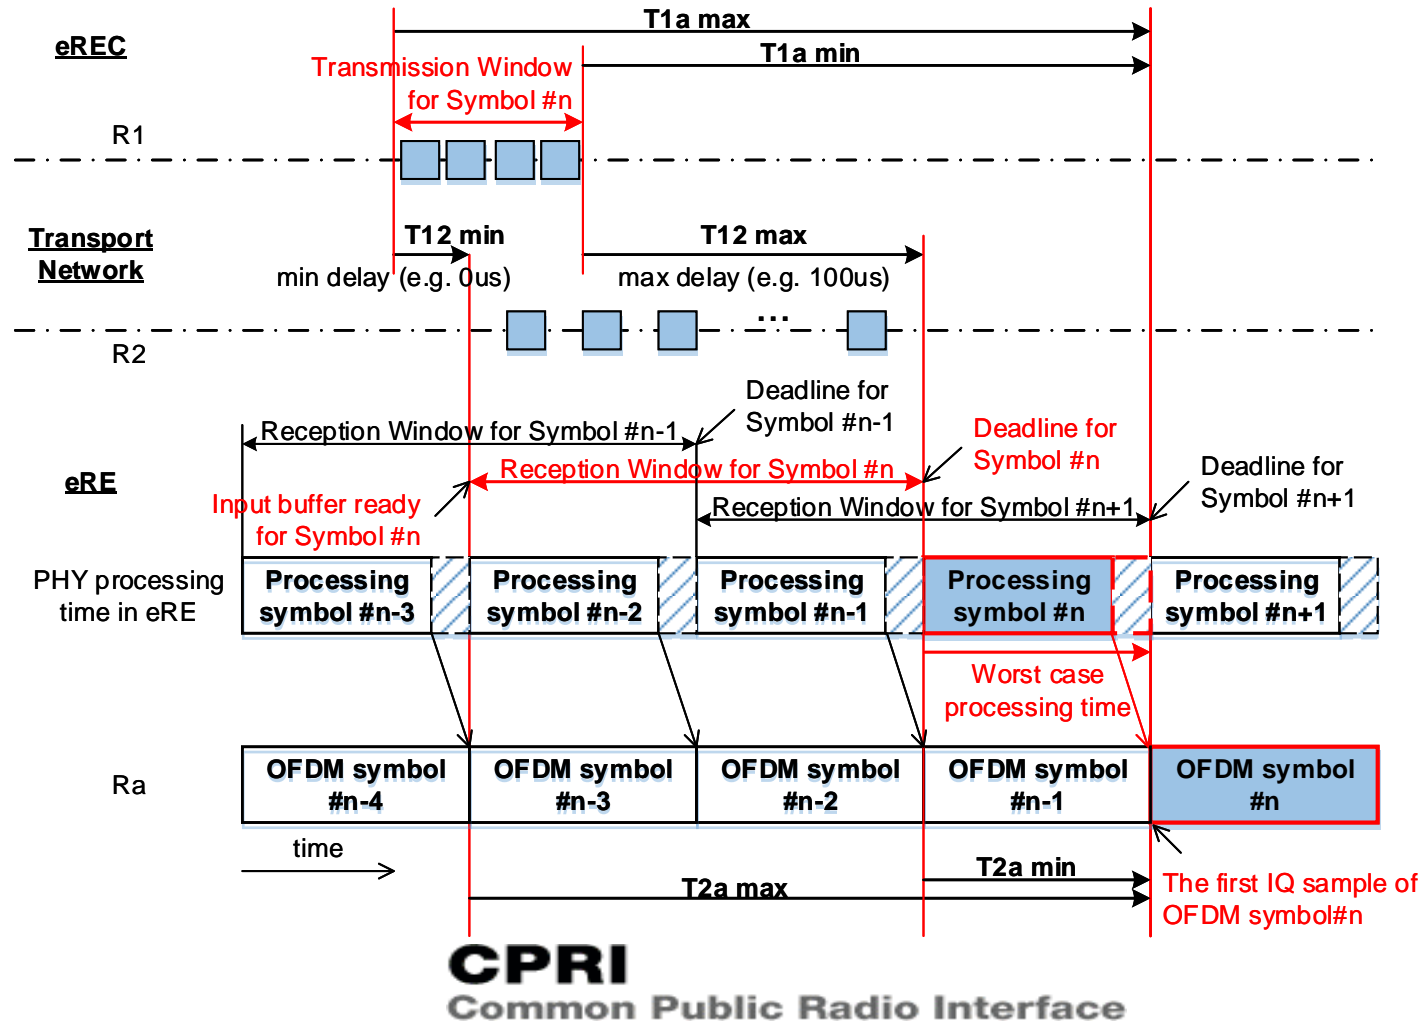 T1a max
eREC
T1a min
Transmission Window
for Symbol #n
R1
Transport
Network
T12 min
T12 max
min delay (e.g. 0us)
max delay (e.g. 100us)
...
R2
Deadline for
Symbol #n-1
Reception Window for Symbol #n-1
Deadline for
Symbol #n
Reception Window for Symbol #n
Deadline for
Symbol #n+1
eRE
Input buffer ready
for Symbol #n
Reception Window for Symbol #n+1
PHY processing
time in eRE
Processing
symbol #n-3
Processing
symbol #n-2
Processing
symbol #n-1
Processing
symbol #n
Processing
symbol #n+1
Worst case
processing time
Ra
OFDM symbol
#n-4
OFDM symbol
#n-3
OFDM symbol
#n-2
OFDM symbol
#n-1
OFDM symbol
#n
time
T2a min
T2a max
The first IQ sample of
OFDM symbol#n
CPRI
Common Public Radio Interface